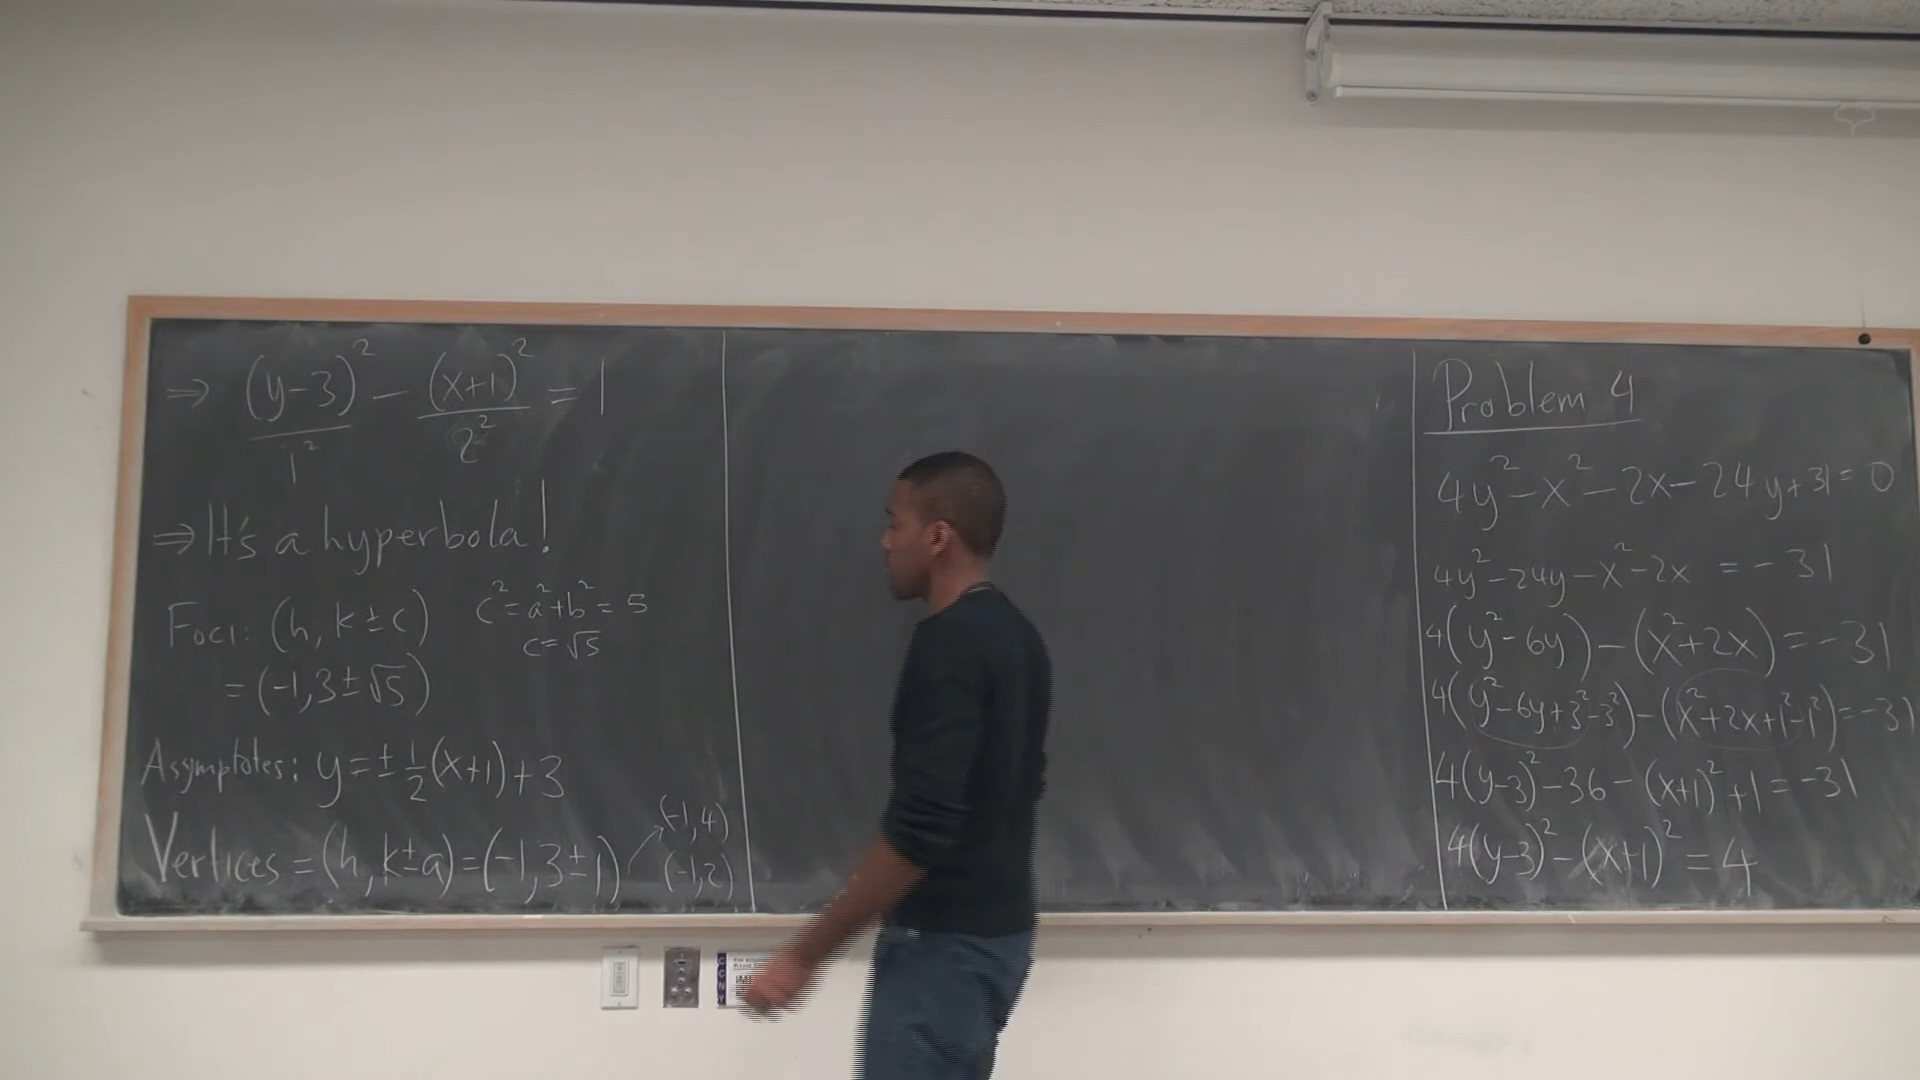 Problem 4
4y² - x² - 2x - 24y + 31 = 0
4y² - 24y - x² - 2x = -31
4(y² - 6y) - (x² + 2x) = -31
4(y² - 6y + 3² - 3²) - (x² + 2x + 1² - 1²) = -31
4(y-3)² - 36 - (x+1)² + 1 = -31
4(y-3)² - (x+1)² = 4
⇒ (y-3)²/1² - (x+1)²/2² = 1
⇒ It's a hyperbola!
Foci: (h, k ± c)
= (-1, 3 ± √5)
c² = a² + b² = 5
c = √5
Asymptotes: y = ± 1/2 (x+1) + 3
Vertices = (h, k ± a) = (-1, 3 ± 1)
(-1, 4)
(-1, 2)
CCNY